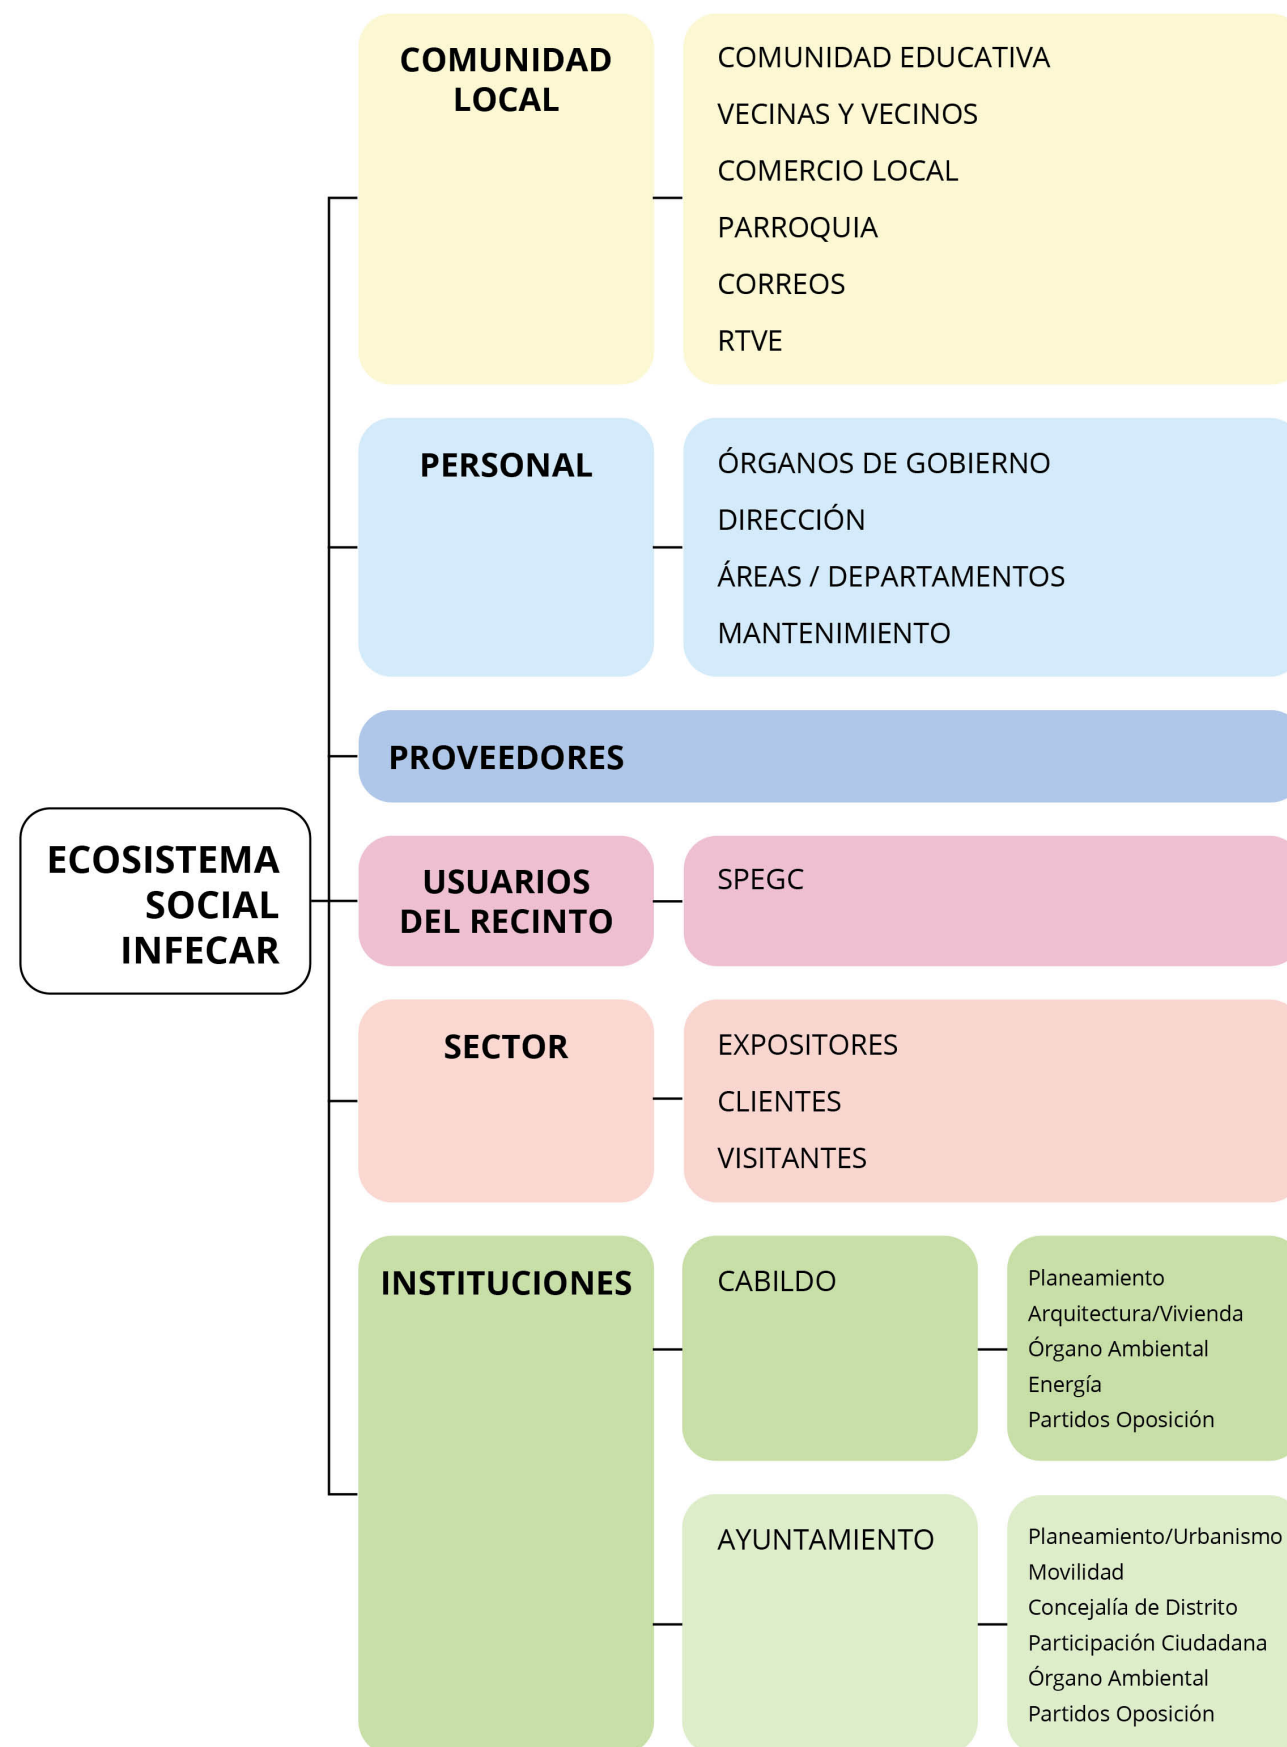 COMUNIDAD
LOCAL
COMUNIDAD EDUCATIVA
VECINAS Y VECINOS
COMERCIO LOCAL
PARROQUIA
CORREOS
RTVE
PERSONAL
ÓRGANOS DE GOBIERNO
DIRECCIÓN
ÁREAS / DEPARTAMENTOS
MANTENIMIENTO
PROVEEDORES
ECOSISTEMA
SOCIAL
INFECAR
USUARIOS
DEL RECINTO
SPEGC
SECTOR
EXPOSITORES
CLIENTES
VISITANTES
INSTITUCIONES
CABILDO
Planeamiento
Arquitectura/Vivienda
Órgano Ambiental
Energía
Partidos Oposición
AYUNTAMIENTO
Planeamiento/Urbanismo
Movilidad
Concejalía de Distrito
Participación Ciudadana
Órgano Ambiental
Partidos Oposición